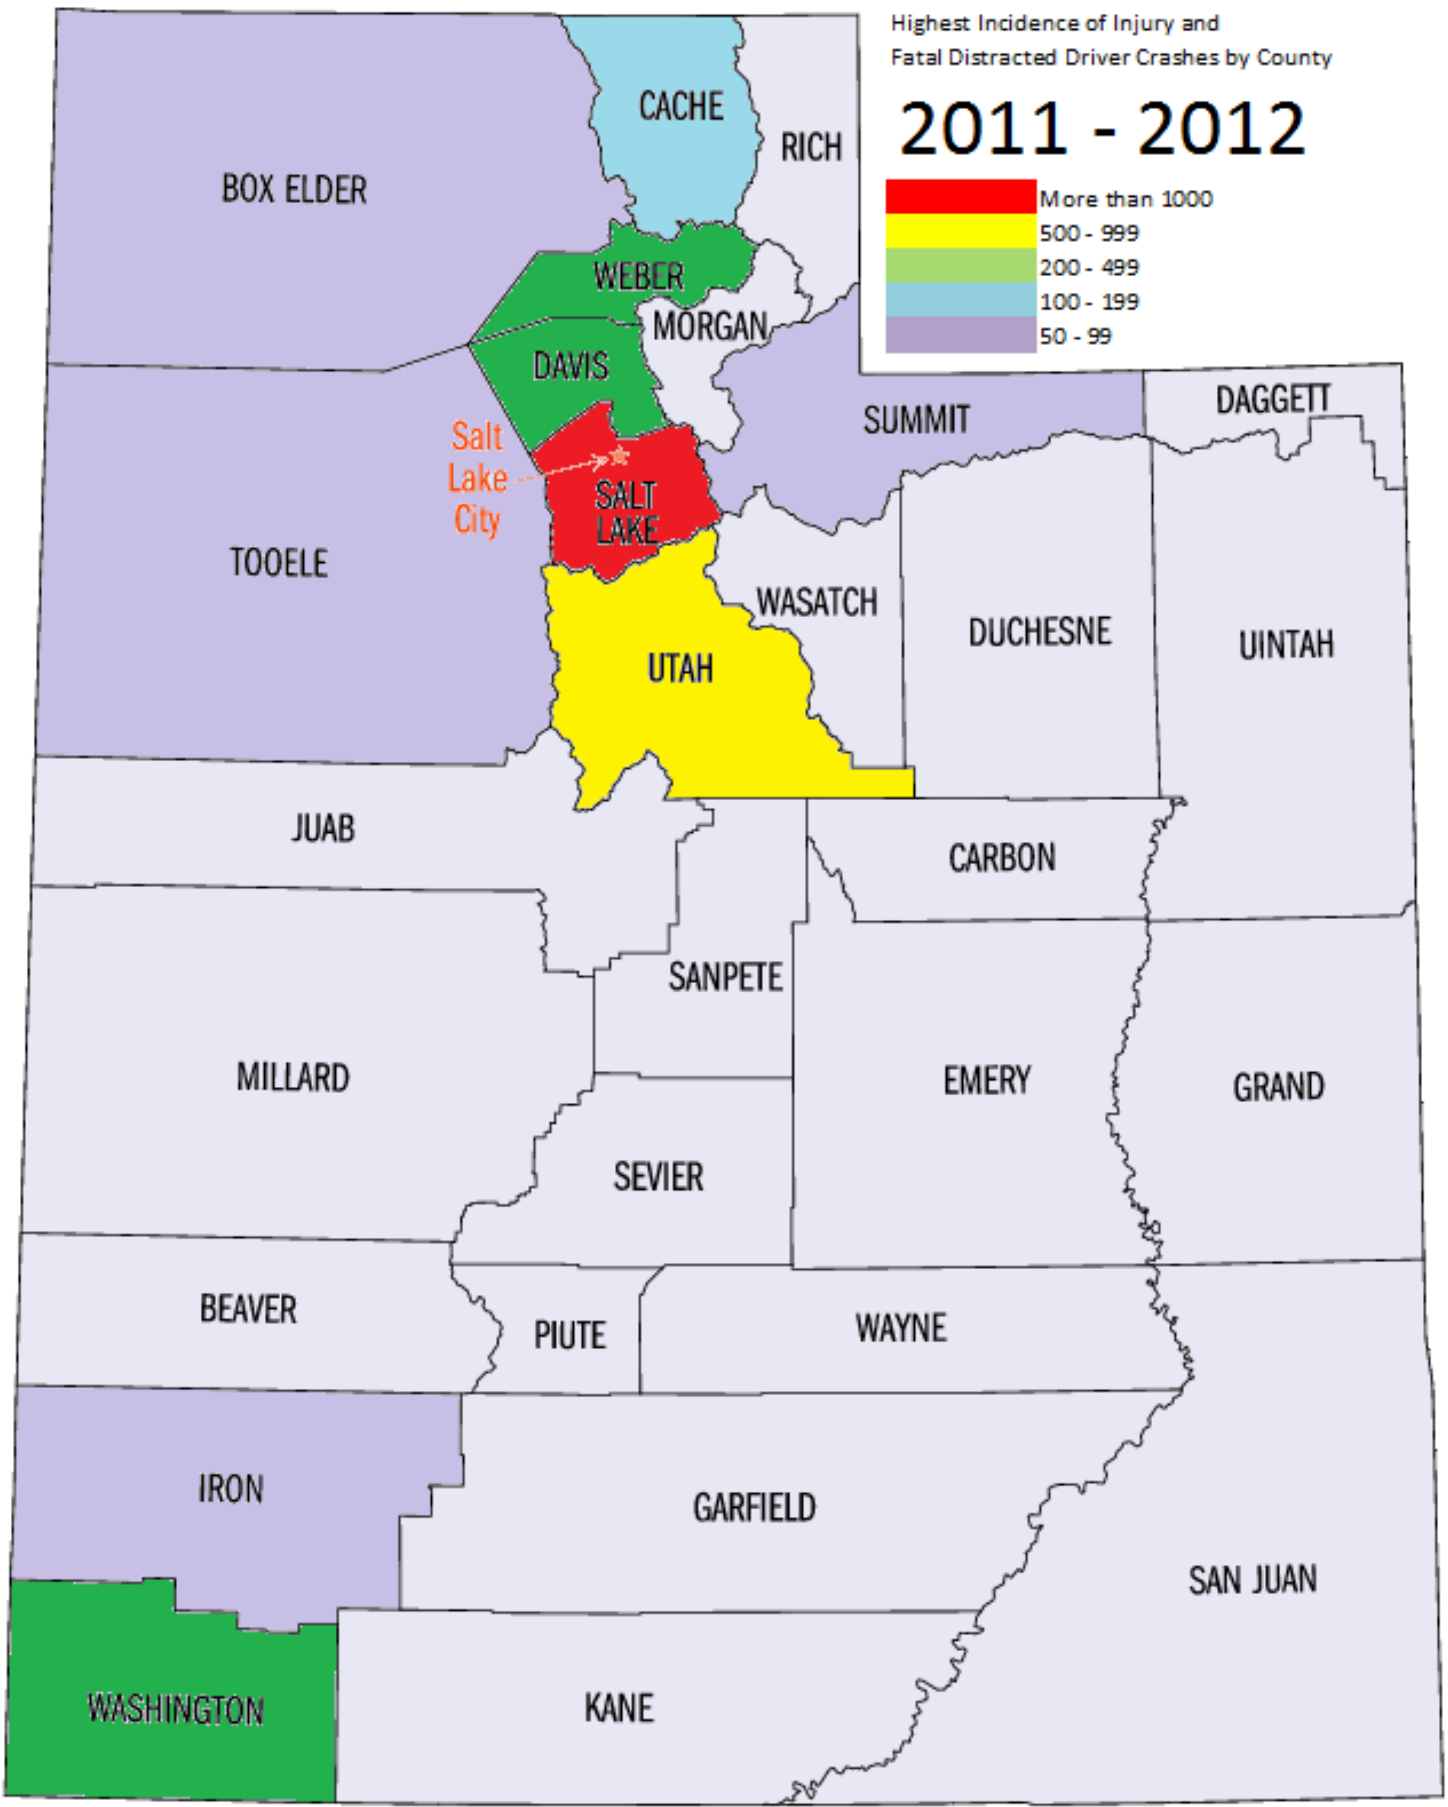 Highest Incidence of Injury and
Fatal Distracted Driver Crashes by County
2011 - 2012
More than 1000
500 - 999
200 - 499
100 - 199
50 - 99
CACHE
RICH
BOX ELDER
WEBER
MORGAN
DAVIS
DAGGETT
SUMMIT
Salt
Lake
City
SALT
LAKE
TOOELE
WASATCH
DUCHESNE
UINTAH
UTAH
JUAB
CARBON
SANPETE
MILLARD
EMERY
GRAND
SEVIER
BEAVER
PIUTE
WAYNE
IRON
GARFIELD
SAN JUAN
WASHINGTON
KANE